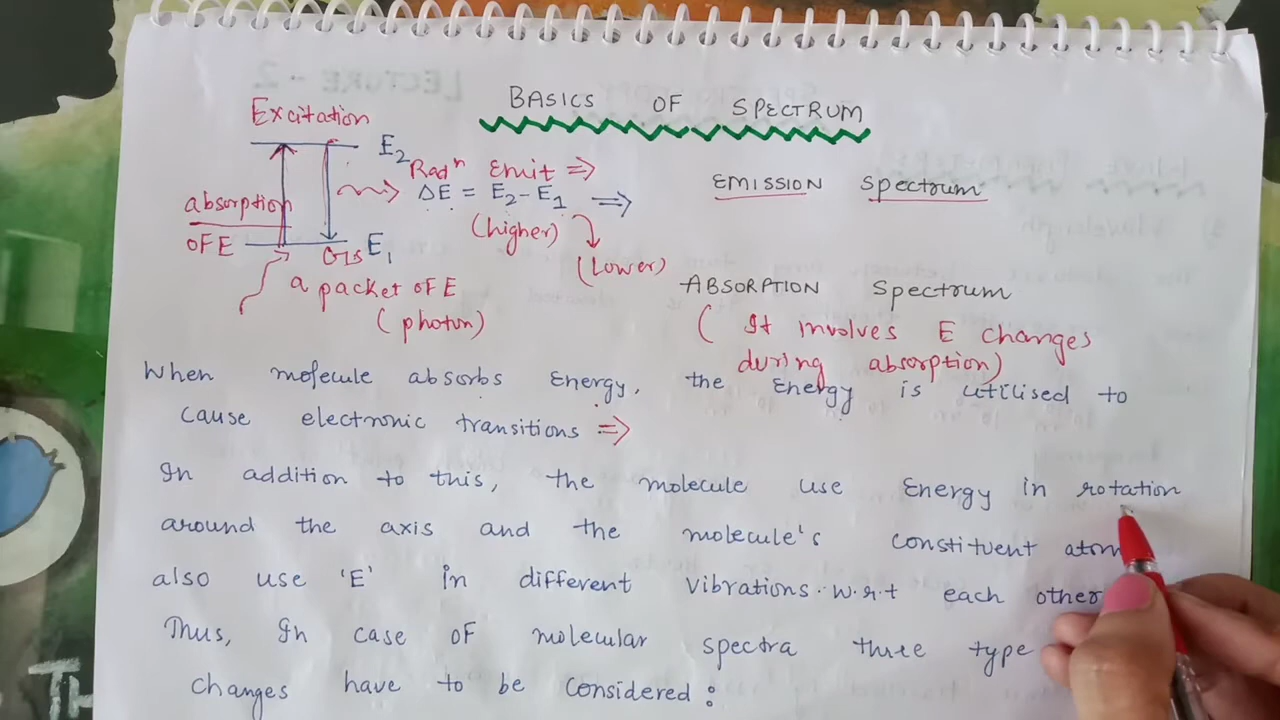 BASICS OF SPECTRUM
Excitation
E2
Radn Emit ⇒
ΔE = E2 - E1 ⇒
(higher)
(Lower)
absorption
OF E
G1s E1
a packet OF E
(photon)
EMISSION Spectrum
ABSORPTION Spectrum
( It involves E changes
during absorption)
When molecule absorbs Energy, the Energy is utilised to
cause electronic transitions ⇒
In addition to this, the molecule use Energy in rotation
around the axis and the molecule's constituent atom
also use 'E' in different vibrations w.r.t each other
Thus, In case OF molecular spectra three type
changes have to be considered :